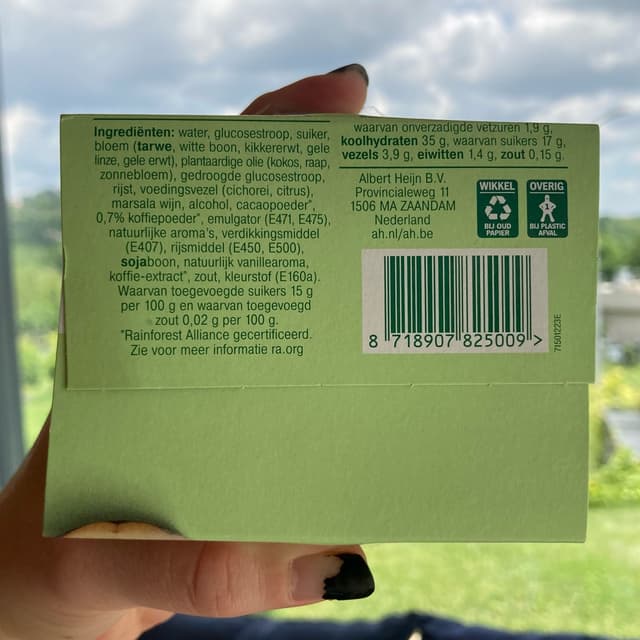 Ingrediënten: water, glucosestroop, suiker,
bloem (tarwe, witte boon, kikkererwt, gele
linze, gele erwt), plantaardige olie (kokos, raap,
zonnebloem), gedroogde glucosestroop,
rijst, voedingsvezel (cichorei, citrus),
marsala wijn, alcohol, cacaopoeder*,
0,7% koffiepoeder*, emulgator (E471, E475),
natuurlijke aroma's, verdikkingsmiddel
(E407), rijsmiddel (E450, E500),
sojaboon, natuurlijk vanillearoma,
koffie-extract*, zout, kleurstof (E160a).
Waarvan toegevoegde suikers 15 g
per 100 g en waarvan toegevoegd
zout 0,02 g per 100 g.
*Rainforest Alliance gecertificeerd.
Zie voor meer informatie ra.org
waarvan onverzadigde vetzuren 1,9 g,
koolhydraten 35 g, waarvan suikers 17 g,
vezels 3,9 g, eiwitten 1,4 g, zout 0,15 g.
Albert Heijn B.V.
Provincialeweg 11
1506 MA ZAANDAM
Nederland
ah.nl/ah.be
WIKKEL
BIJ OUD
PAPIER
OVERIG
1
BIJ PLASTIC
AFVAL
8 718907 825009 >
71501223E